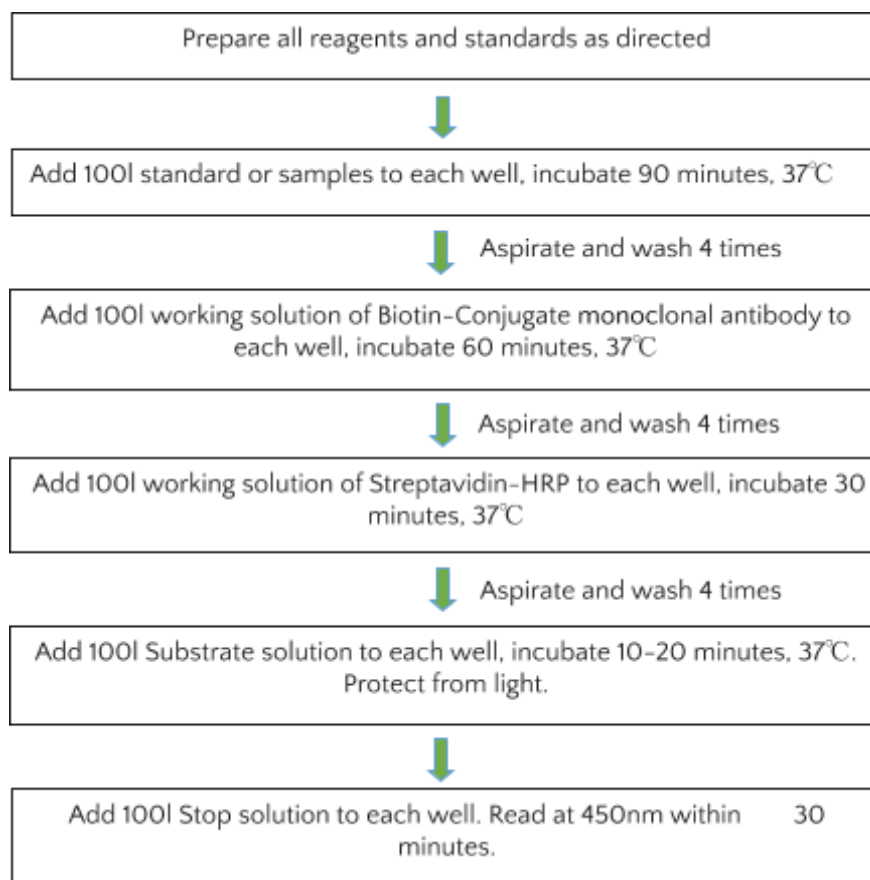 Prepare all reagents and standards as directed
Add 100l standard or samples to each well, incubate 90 minutes, 37℃
Aspirate and wash 4 times
Add 100l working solution of Biotin-Conjugate monoclonal antibody to
each well, incubate 60 minutes, 37℃
Aspirate and wash 4 times
Add 100l working solution of Streptavidin-HRP to each well, incubate 30
minutes, 37℃
Aspirate and wash 4 times
Add 100l Substrate solution to each well, incubate 10-20 minutes, 37℃.
Protect from light.
Add 100l Stop solution to each well. Read at 450nm within 30
minutes.